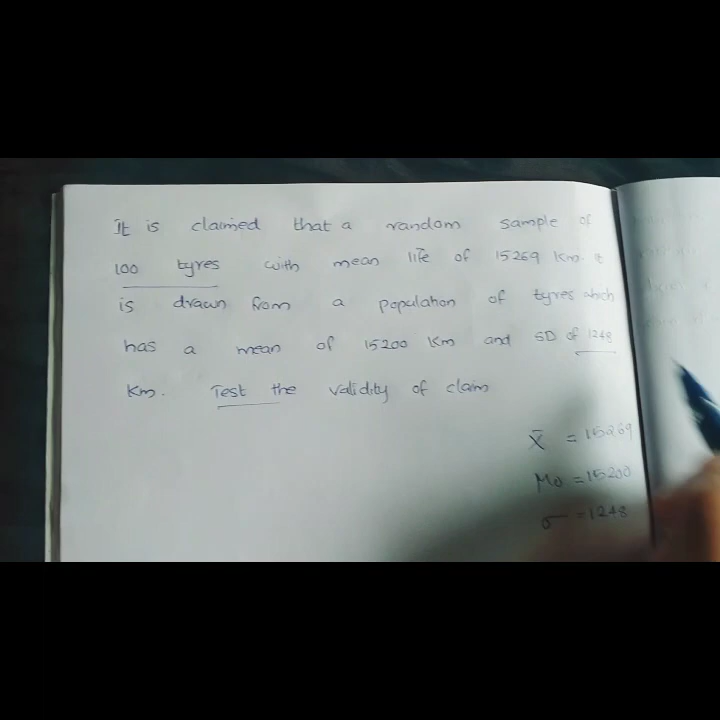 It is claimed that a random sample of
100 tyres with mean life of 15269 Km. It
is drawn from a population of tyres which
has a mean of 15200 Km and SD of 1248
Km. Test the validity of claim
X̄ = 15269
μ0 = 15200
σ = 1248